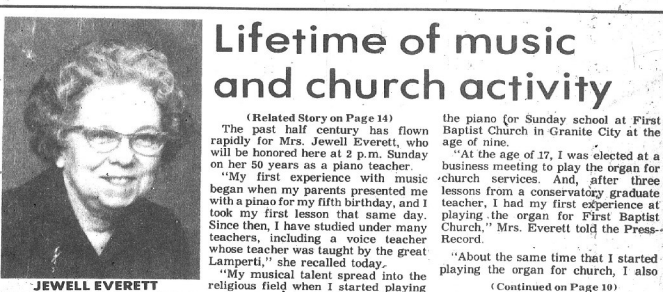 Lifetime of music
and church activity
JEWELL EVERETT
(Related Story on Page 14)
The past half century has flown
rapidly for Mrs. Jewell Everett, who
will be honored here at 2 p.m. Sunday
on her 50 years as a piano teacher.
"My first experience with music
began when my parents presented me
with a pinao for my fifth birthday, and I
took my first lesson that same day.
Since then, I have studied under many
teachers, including a voice teacher
whose teacher was taught by the great
Lamperti," she recalled today.
"My musical talent spread into the
religious field when I started playing
the piano for Sunday school at First
Baptist Church in Granite City at the
age of nine.
"At the age of 17, I was elected at a
business meeting to play the organ for
church services. And, after three
lessons from a conservatory graduate
teacher, I had my first experience at
playing the organ for First Baptist
Church," Mrs. Everett told the Press-
Record.
"About the same time that I started
playing the organ for church, I also
(Continued on Page 10)